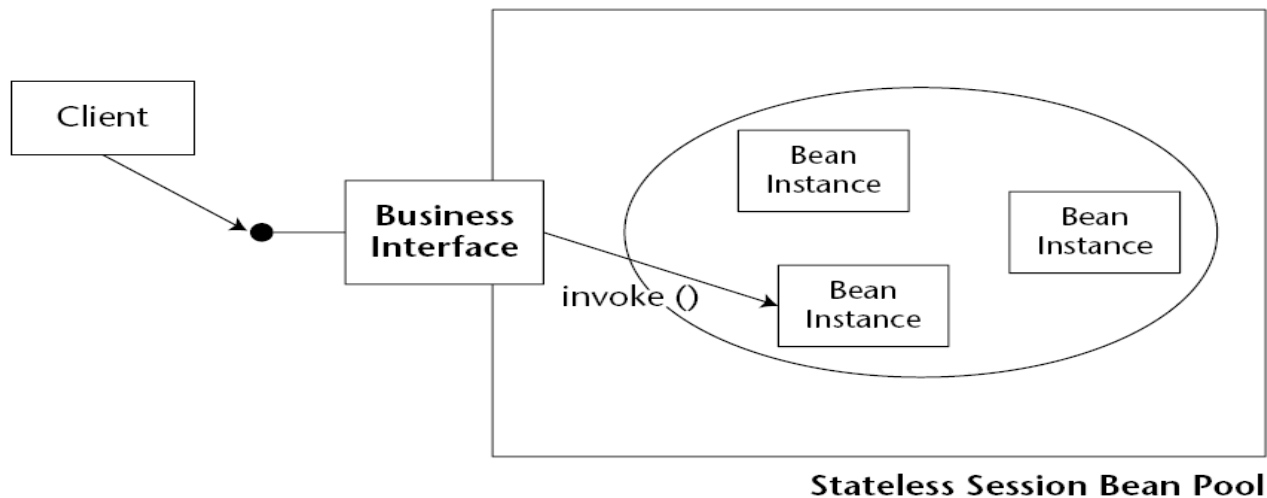 Client
Business
Interface
invoke ()
Bean
Instance
Bean
Instance
Bean
Instance
Stateless Session Bean Pool